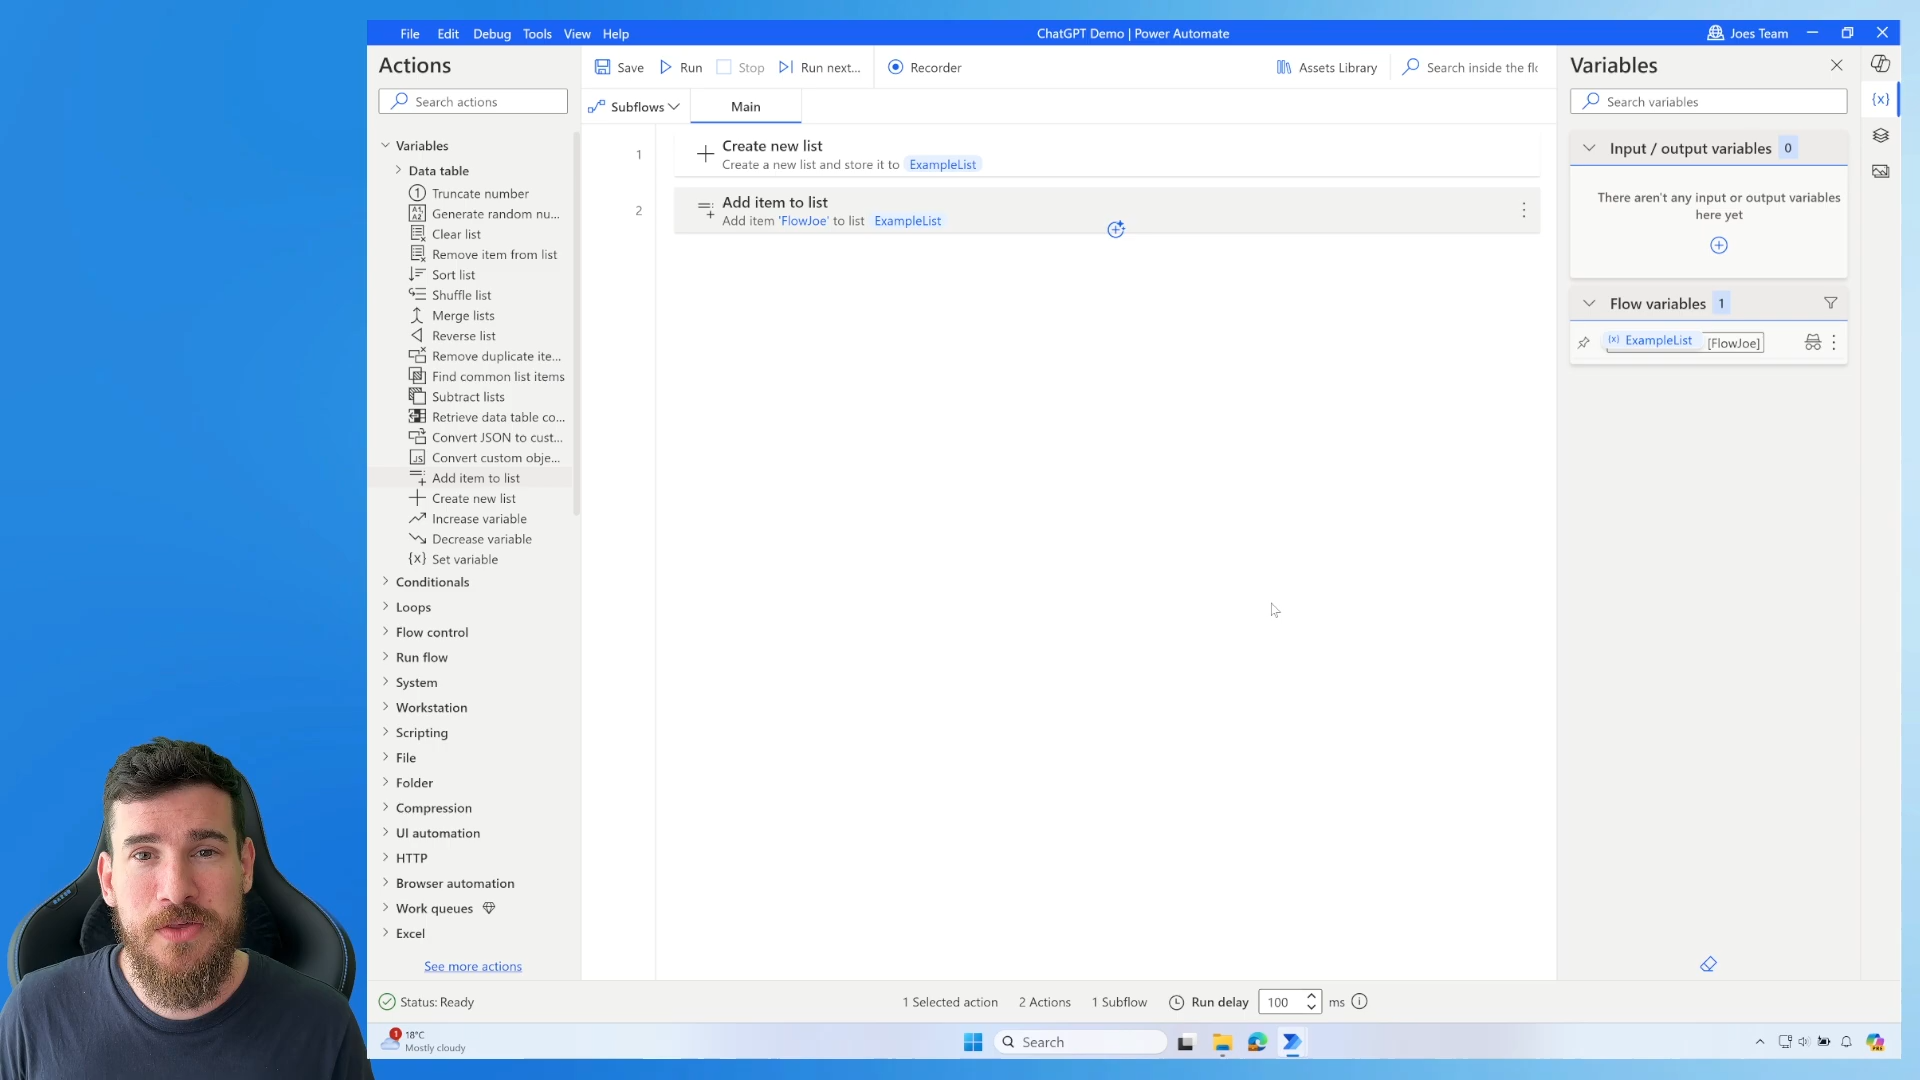 File Edit Debug Tools View Help
ChatGPT Demo | Power Automate
Joes Team
Actions
Search actions
Save Run Stop Run next... Recorder
Assets Library
Search inside the flo
Subflows
Main
Variables
Data table
Truncate number
Generate random nu...
Clear list
Remove item from list
Sort list
Shuffle list
Merge lists
Reverse list
Remove duplicate ite...
Find common list items
Subtract lists
Retrieve data table co...
Convert JSON to cust...
Convert custom obje...
Add item to list
Create new list
Increase variable
Decrease variable
{x} Set variable
Conditionals
Loops
Flow control
Run flow
System
Workstation
Scripting
File
Folder
Compression
UI automation
HTTP
Browser automation
Work queues
Excel
See more actions
1
Create new list
Create a new list and store it to ExampleList
2
Add item to list
Add item 'FlowJoe' to list ExampleList
Variables
Search variables
Input / output variables 0
There aren't any input or output variables
here yet
Flow variables 1
{x} ExampleList [FlowJoe]
{x}
Status: Ready
1 Selected action 2 Actions 1 Subflow Run delay 100 ms
1
18°C
Mostly cloudy
Search